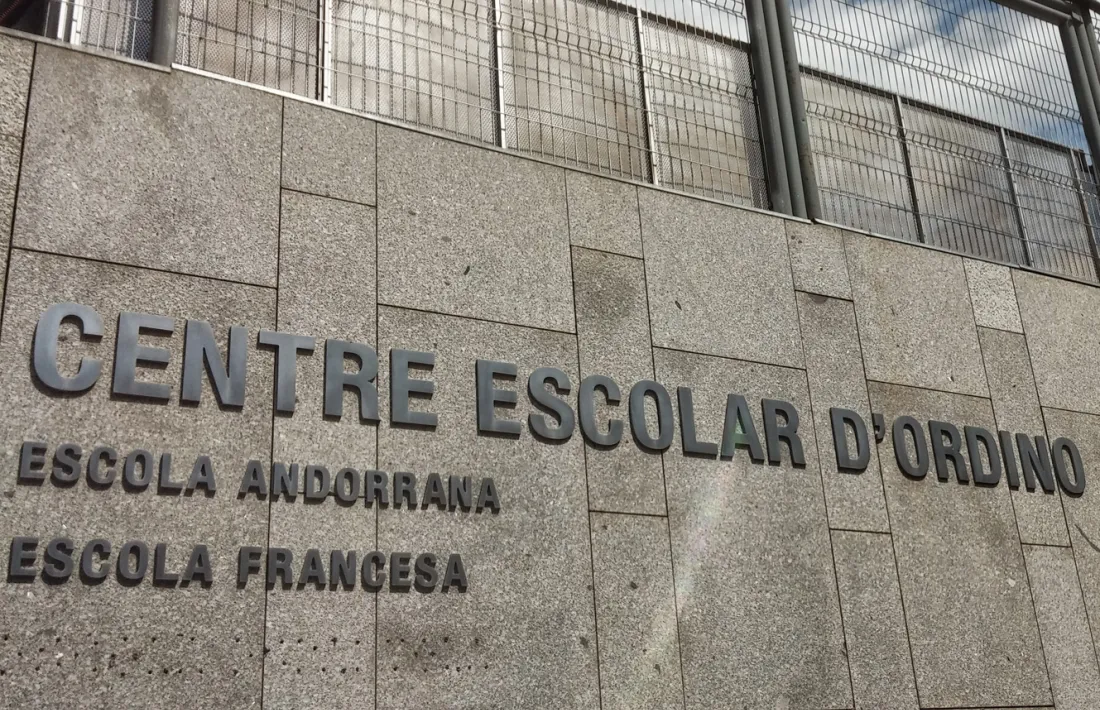 CENTRE ESCOLAR D'ORDINO
ESCOLA ANDORRANA
ESCOLA FRANCESA